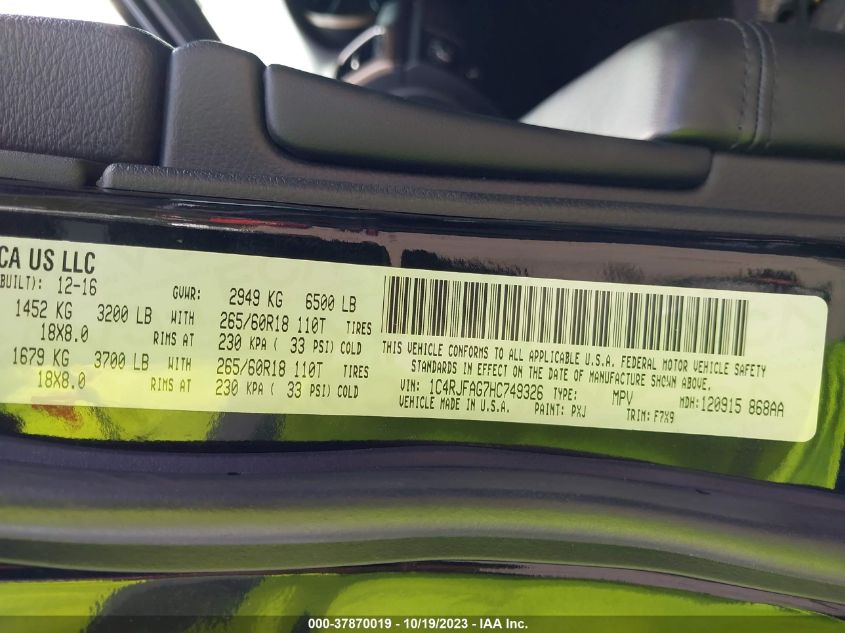 CA US LLC
BUILT): 12-16 GVWR: 2949 KG 6500 LB
1452 KG 3200 LB WITH 265/60R18 110T TIRES
18X8.0 RIMS AT 230 KPA ( 33 PSI) COLD
1679 KG 3700 LB WITH 265/60R18 110T TIRES
18X8.0 RIMS AT 230 KPA ( 33 PSI) COLD
THIS VEHICLE CONFORMS TO ALL APPLICABLE U.S.A. FEDERAL MOTOR VEHICLE SAFETY
STANDARDS IN EFFECT ON THE DATE OF MANUFACTURE SHOWN ABOVE.
VIN: 1C4RJFAG7HC749326 TYPE: MPV MDH: 120915 868AA
VEHICLE MADE IN U.S.A. PAINT: PXJ TRIM: F7X9
000-37870019 - 10/19/2023 - IAA Inc.